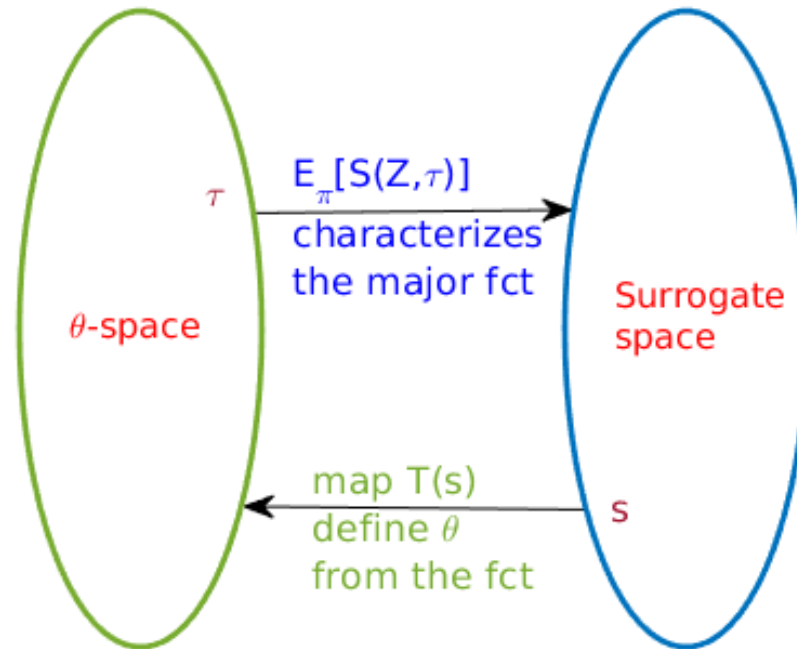 τ
E_π[S(Z,τ)]
characterizes
the major fct
θ-space
Surrogate
space
map T(s)
define θ
from the fct
s